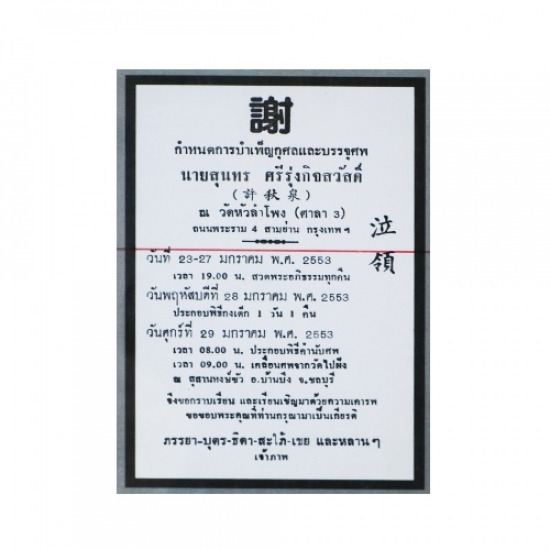 謝
กำหนดการบำเพ็ญกุศลและบรรจุศพ
นายสุนทร ศรีรุ่งกิจสวัสดิ์
(許秋泉)
ณ วัดหัวลำโพง (ศาลา 3)
ถนนพระราม 4 สามย่าน กรุงเทพฯ
泣領
วันที่ 23-27 มกราคม พ.ศ. 2553
เวลา 19.00 น. สวดพระอภิธรรมทุกคืน
วันพฤหัสบดีที่ 28 มกราคม พ.ศ. 2553
ประกอบพิธีกงเต็ก 1 วัน 1 คืน
วันศุกร์ที่ 29 มกราคม พ.ศ. 2553
เวลา 08.00 น. ประกอบพิธีคำนับศพ
เวลา 09.00 น. เคลื่อนศพจากวัดไปฝัง
ณ สุสานหงษ์ซัว อ.บ้านบึง จ.ชลบุรี
จึงขอกราบเรียน และเรียนเชิญมาด้วยความเคารพ
ขอขอบพระคุณที่ท่านกรุณามาเป็นเกียรติ
ภรรยา-บุตร-ธิดา-สะใภ้-เขย และหลานๆ
เจ้าภาพ